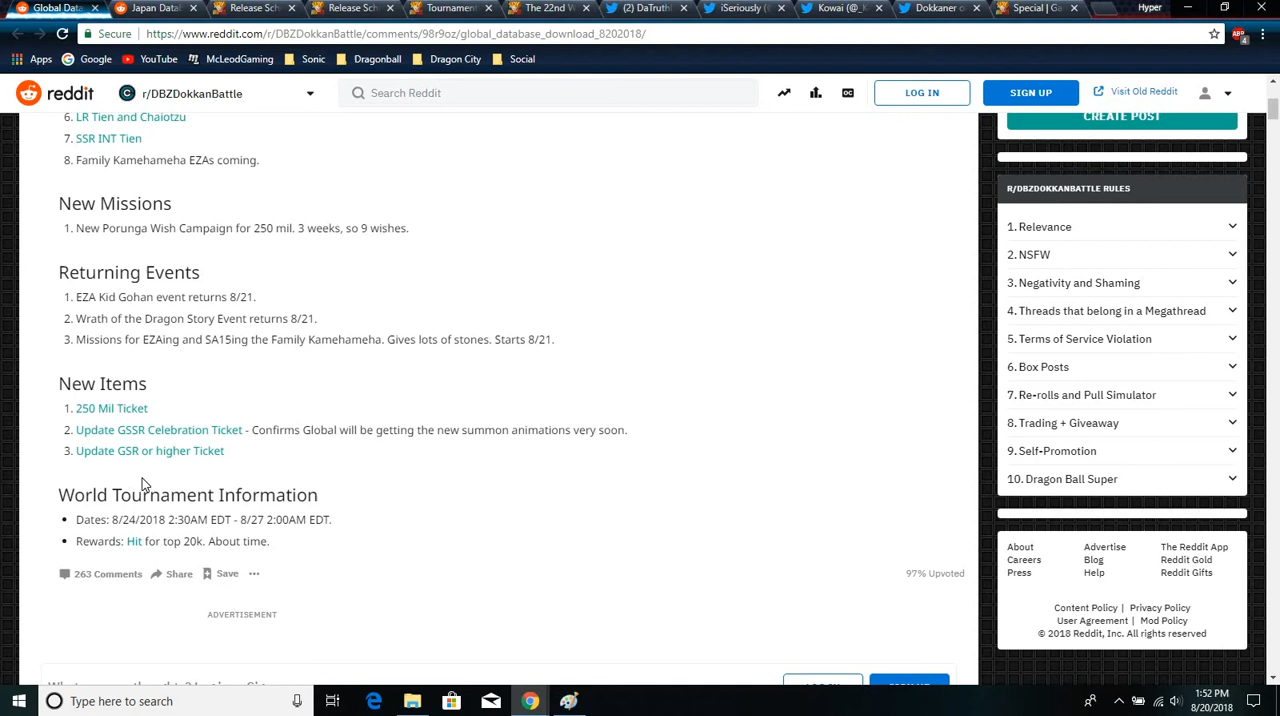 Global Data
Japan Datab
Release Sch
Release Sch
Tournament
The 22nd W
(2) DaTruthI
Kowai (@_
Dokkaner o
Special | Ga
Hyper
Secure
https://www.reddit.com/r/DBZDokkanBattle/comments/98r9oz/global_database_download_8202018/
ABP
4
Apps
Google
YouTube
McLeodGaming
Sonic
Dragonball
Dragon City
Social
reddit
r/DBZDokkanBattle
Search Reddit
LOG IN
SIGN UP
Visit Old Reddit
CREATE POST
6. LR Tien and Chaiotzu
7. SSR INT Tien
8. Family Kamehameha EZAs coming.
New Missions
1. New Porunga Wish Campaign for 250 mil. 3 weeks, so 9 wishes.
Returning Events
1. EZA Kid Gohan event returns 8/21.
2. Wrath of the Dragon Story Event returns 8/21.
3. Missions for EZAing and SA15ing the Family Kamehameha. Gives lots of stones. Starts 8/21.
New Items
1. 250 Mil Ticket
2. Update GSSR Celebration Ticket - Confirms Global will be getting the new summon animations very soon.
3. Update GSR or higher Ticket
World Tournament Information
• Dates: 8/24/2018 2:30AM EDT - 8/27 2:00AM EDT.
• Rewards: Hit for top 20k. About time.
263 Comments
Share
Save
97% Upvoted
ADVERTISEMENT
R/DBZDOKKANBATTLE RULES
1. Relevance
2. NSFW
3. Negativity and Shaming
4. Threads that belong in a Megathread
5. Terms of Service Violation
6. Box Posts
7. Re-rolls and Pull Simulator
8. Trading + Giveaway
9. Self-Promotion
10. Dragon Ball Super
About Advertise The Reddit App
Careers Blog Reddit Gold
Press Help Reddit Gifts
Content Policy | Privacy Policy
User Agreement | Mod Policy
© 2018 Reddit, Inc. All rights reserved
Type here to search
1:52 PM
8/20/2018